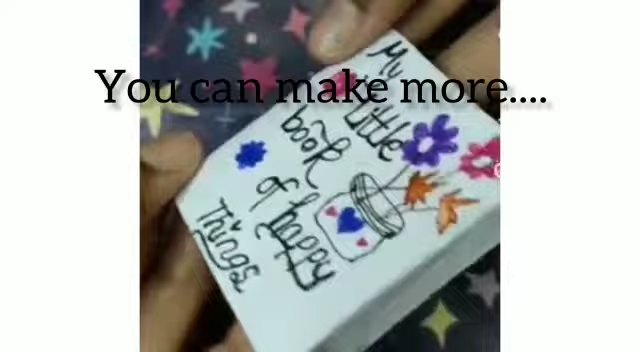 You can make more....
My
little
book
of happy
Things